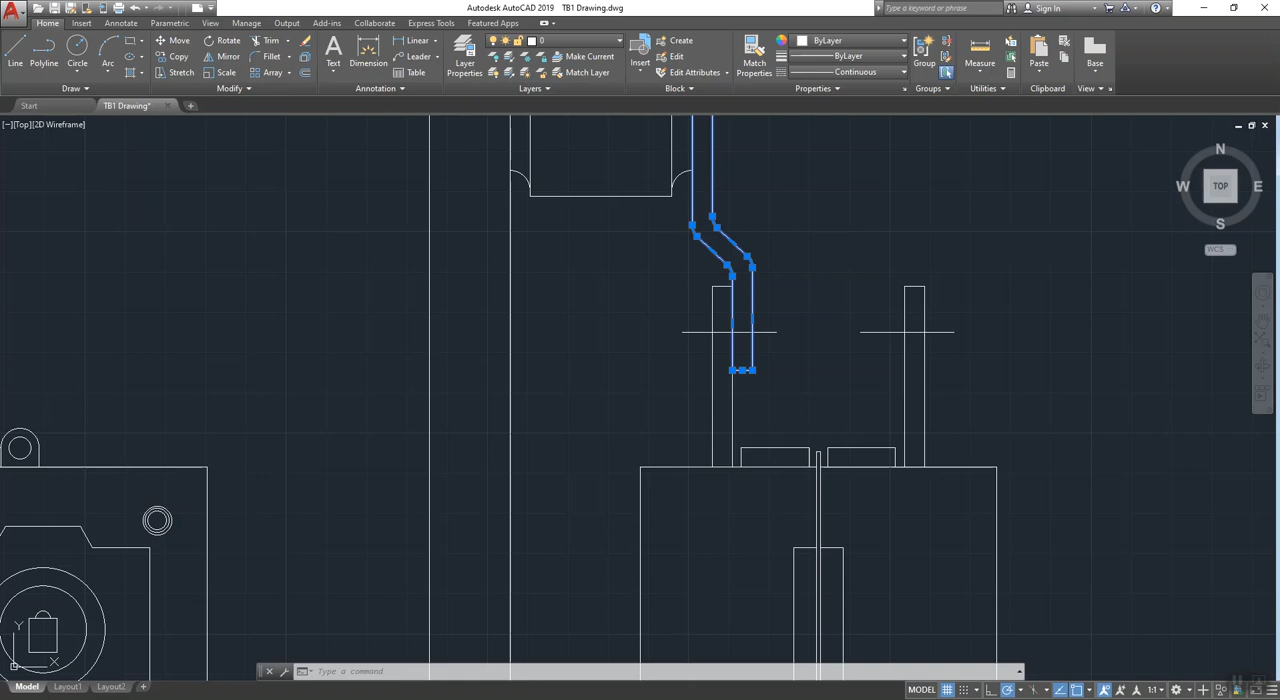 Autodesk AutoCAD 2019   TB1 Drawing.dwg
Type a keyword or phrase
Sign In
Home Insert Annotate Parametric View Manage Output Add-ins Collaborate Express Tools Featured Apps
Line Polyline Circle Arc
Move Rotate Trim
Copy Mirror Fillet
Stretch Scale Array
Text Dimension
Linear
Leader
Table
Layer Properties
0
Make Current
Match Layer
Insert
Create
Edit
Edit Attributes
Match Properties
ByLayer
ByLayer
Continuous
Group Measure Paste Base
Draw Modify Annotation Layers Block Properties Groups Utilities Clipboard View
Start TB1 Drawing*
[−][Top][2D Wireframe]
N
W TOP E
S
WCS
Y
X
Type a command
Model Layout1 Layout2
MODEL 1:1